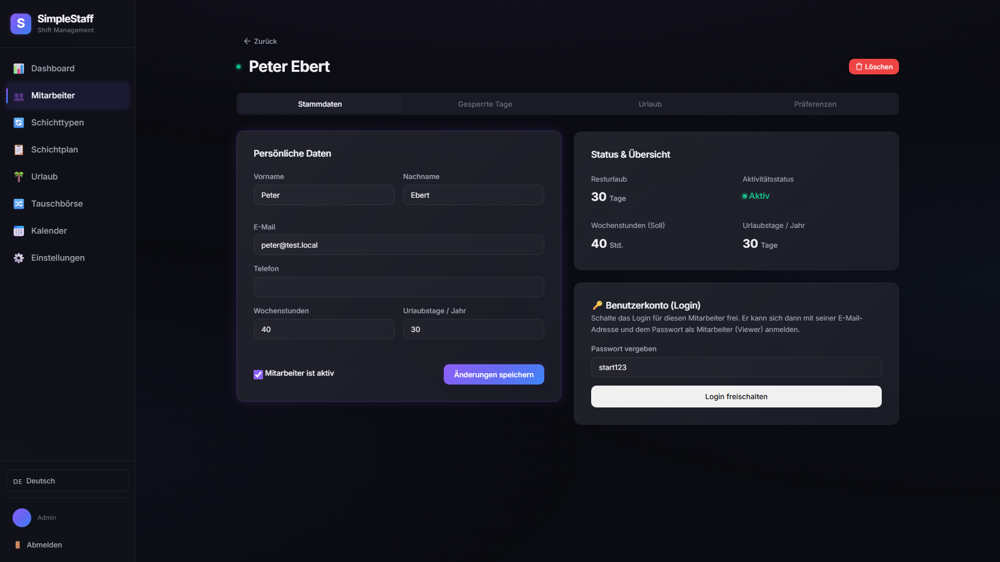 S
SimpleStaff
Shift Management
Dashboard
Mitarbeiter
Schichttypen
Schichtplan
Urlaub
Tauschbörse
Kalender
Einstellungen
DE Deutsch
Admin
Abmelden
← Zurück
Peter Ebert
Löschen
Stammdaten
Gesperrte Tage
Urlaub
Präferenzen
Persönliche Daten
Vorname
Nachname
Peter
Ebert
E-Mail
peter@test.local
Telefon
Wochenstunden
Urlaubstage / Jahr
40
30
Mitarbeiter ist aktiv
Änderungen speichern
Status & Übersicht
Resturlaub
Aktivitätsstatus
30 Tage
Aktiv
Wochenstunden (Soll)
Urlaubstage / Jahr
40 Std.
30 Tage
Benutzerkonto (Login)
Schalte das Login für diesen Mitarbeiter frei. Er kann sich dann mit seiner E-Mail-
Adresse und dem Passwort als Mitarbeiter (Viewer) anmelden.
Passwort vergeben
start123
Login freischalten